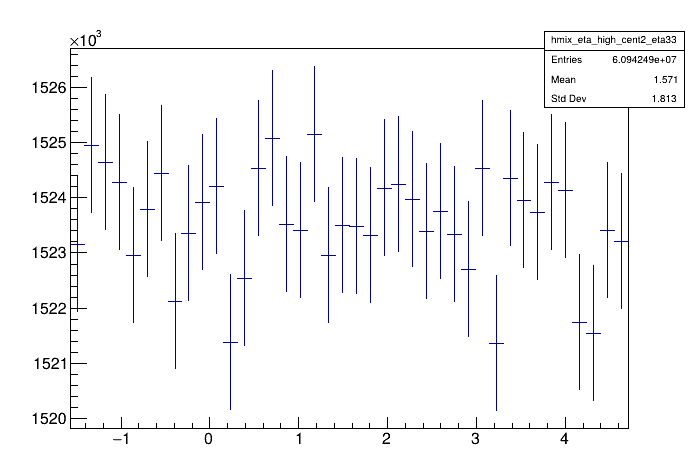 ×10³
hmix_eta_high_cent2_eta33
Entries 6.094249e+07
Mean 1.571
Std Dev 1.813
1526
1525
1524
1523
1522
1521
1520
−1 0 1 2 3 4